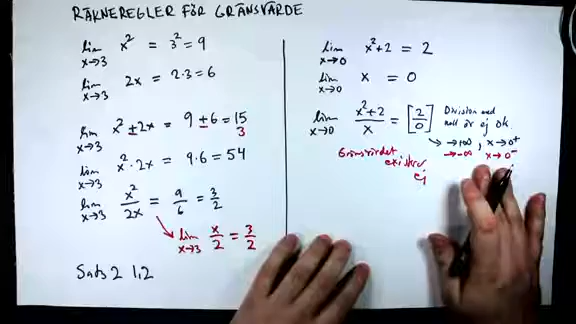 RÄKNEREGLER FÖR GRÄNSVÄRDE
lim x→3 x² = 3² = 9
lim x→3 2x = 2·3 = 6
lim x→3 x² ± 2x = 9 ± 6 = 15
3
lim x→3 x²·2x = 9·6 = 54
lim x→3 x²/2x = 9/6 = 3/2
lim x→3 x/2 = 3/2
Sats 2 1,2
lim x→0 x²+2 = 2
lim x→0 x = 0
lim x→0 (x²+2)/x = [2/0]
Division med
noll är ej ok.
→+∞, x→0⁺
→-∞ x→0⁻
Gränsvärdet
existerar
ej